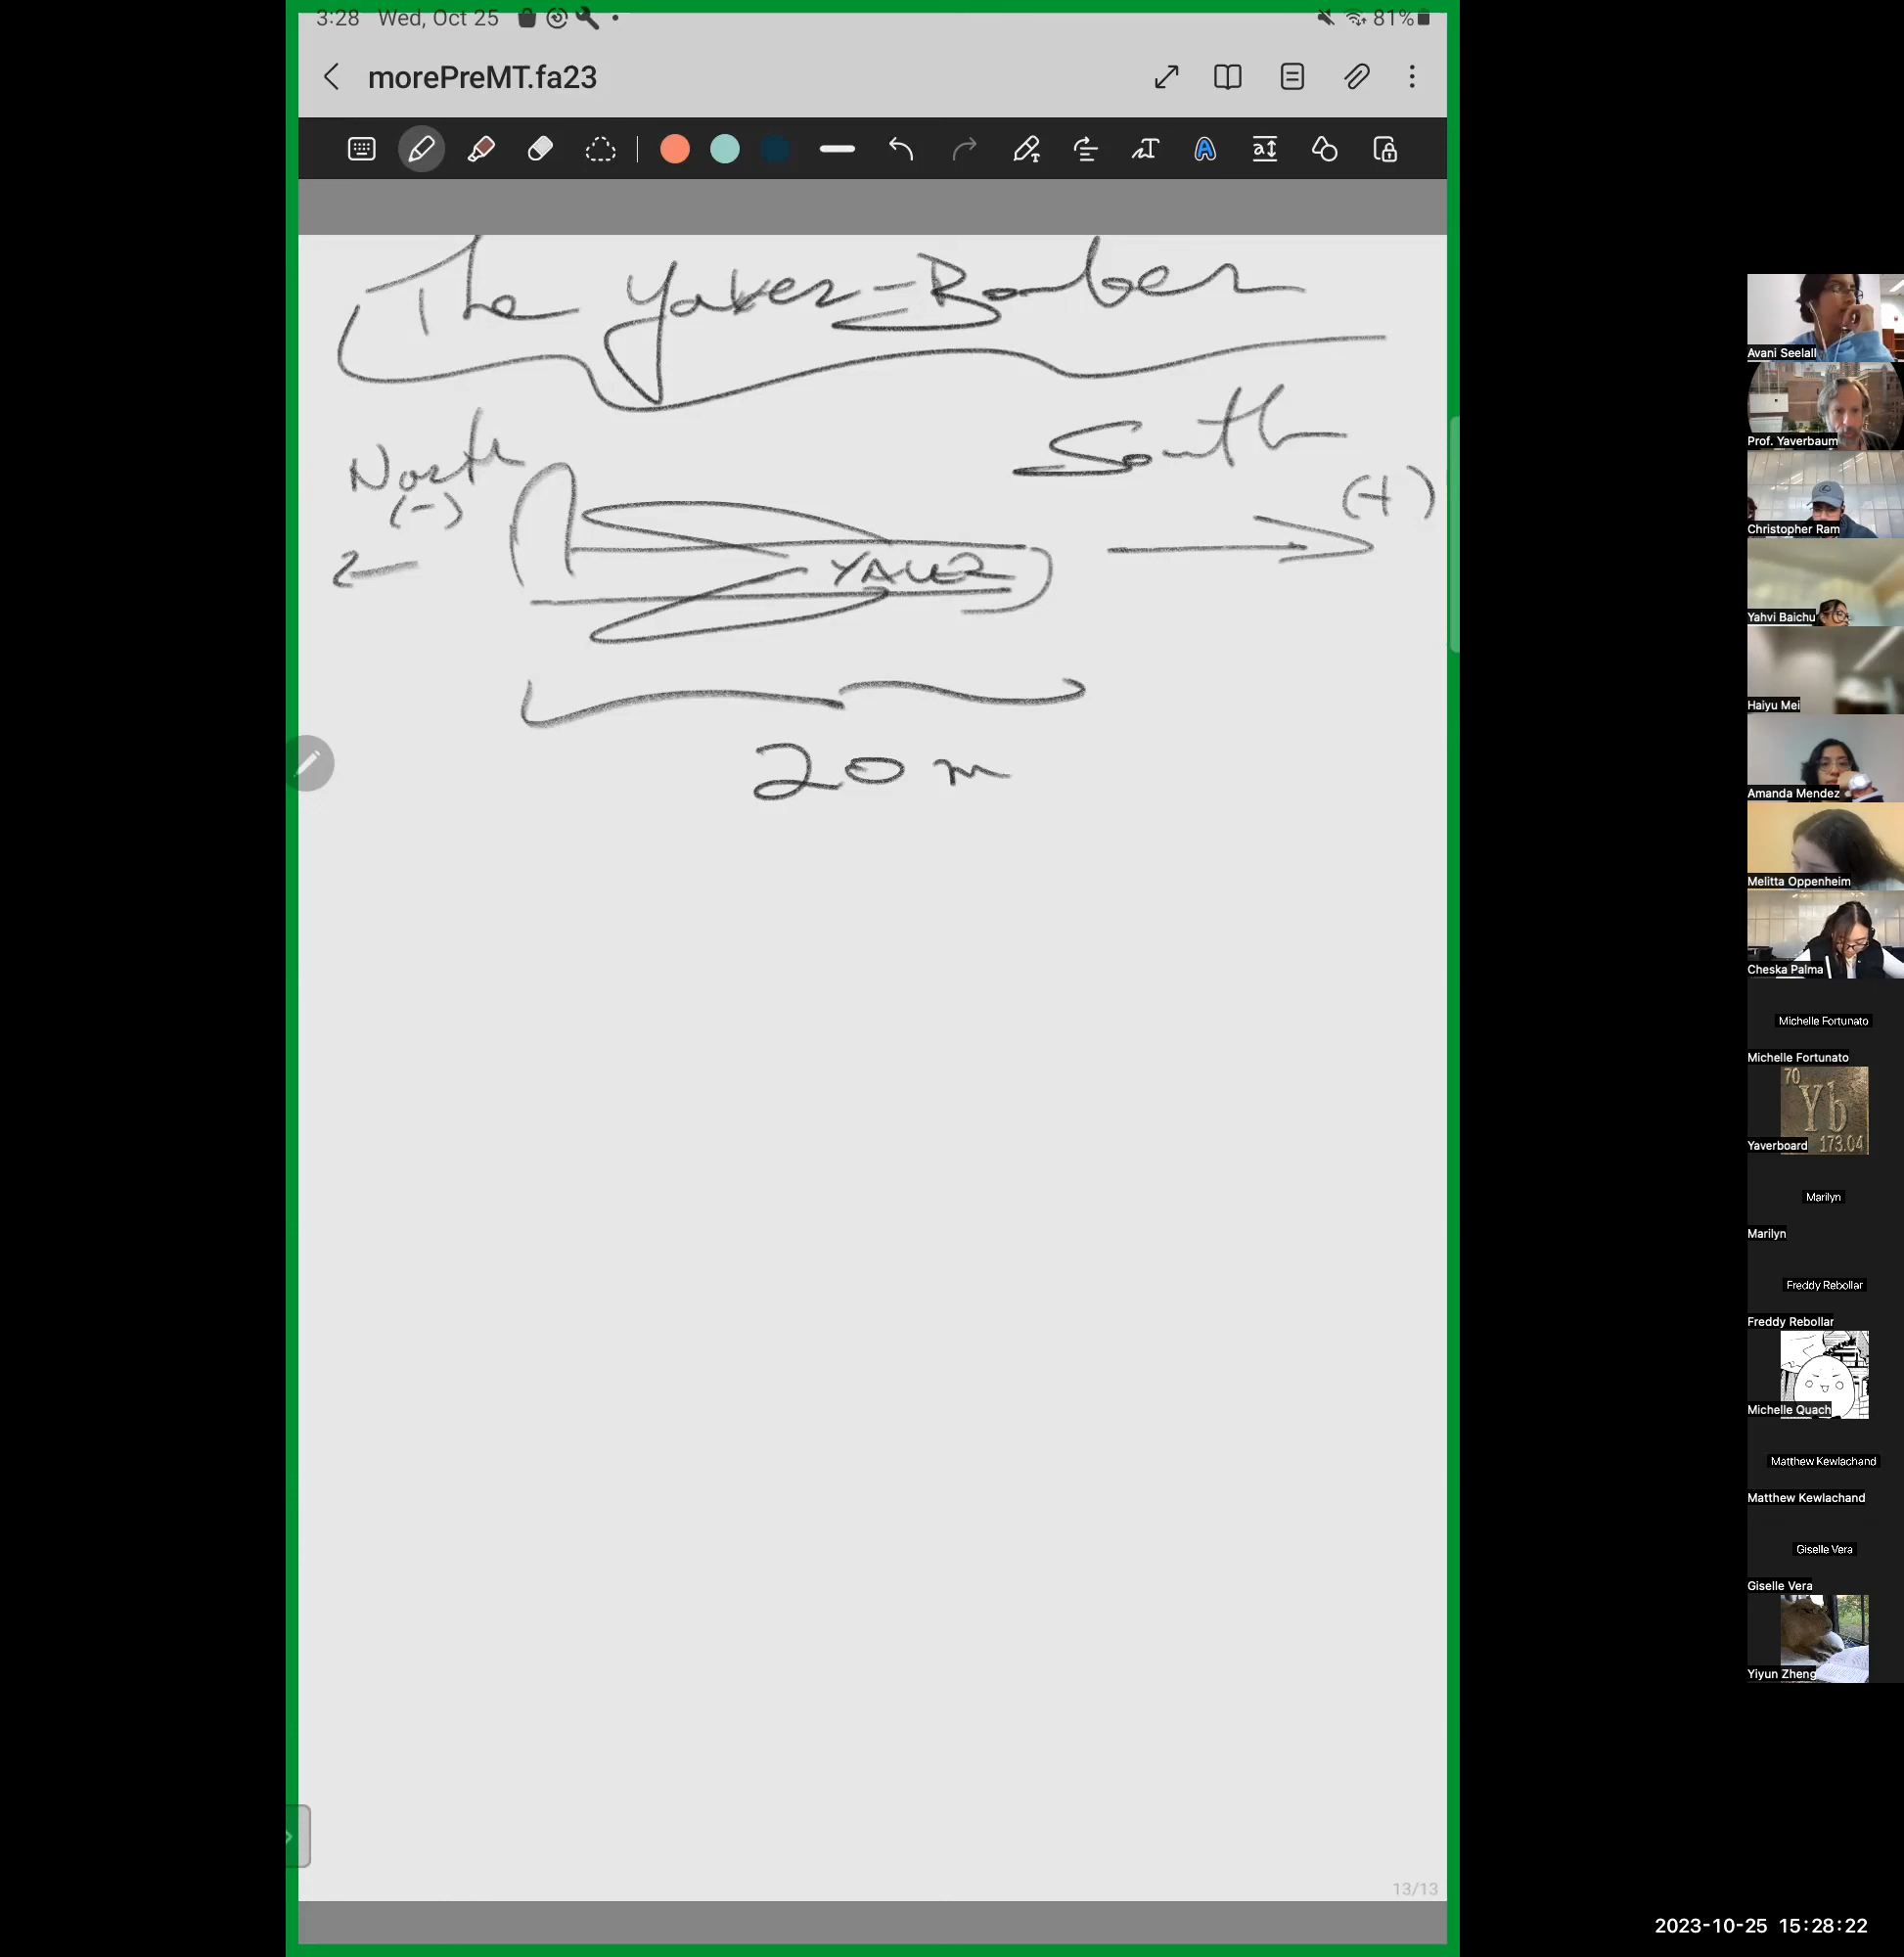 3:28 Wed, Oct 25
81%
morePreMT.fa23
The Yaver-Bomber
North
South
(-)
(+)
YAVER
20 m
13/13
Avani Seelall
Prof. Yaverbaum
Christopher Ram
Yahvi Baichu
Haiyu Mei
Amanda Mendez
Melitta Oppenheim
Cheska Palma
Michelle Fortunato
Michelle Fortunato
70
Yb
173.04
Yaverboard
Marilyn
Marilyn
Freddy Rebollar
Freddy Rebollar
Michelle Quach
Matthew Kewlachand
Matthew Kewlachand
Giselle Vera
Giselle Vera
Yiyun Zheng
2023-10-25 15:28:22